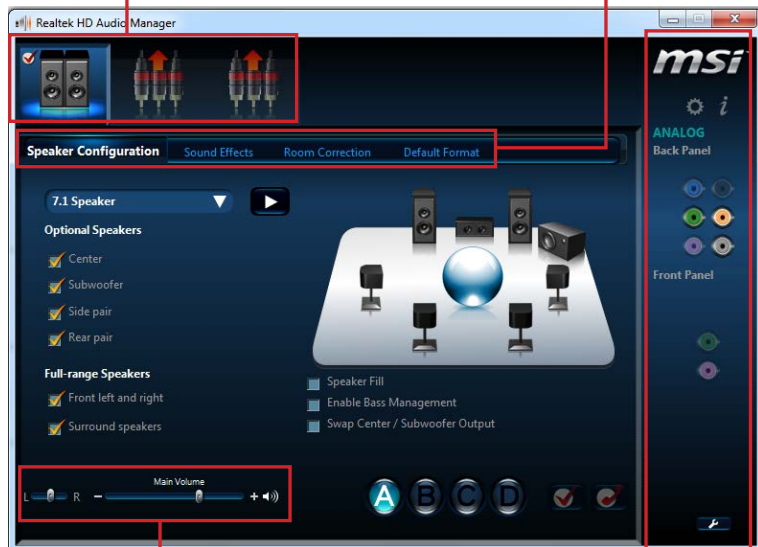 Realtek HD Audio Manager
msi
i
ANALOG
Back Panel
Speaker Configuration
Sound Effects
Room Correction
Default Format
7.1 Speaker
Optional Speakers
Center
Subwoofer
Side pair
Rear pair
Front Panel
Full-range Speakers
Front left and right
Surround speakers
Speaker Fill
Enable Bass Management
Swap Center / Subwoofer Output
Main Volume
L R - +
A B C D